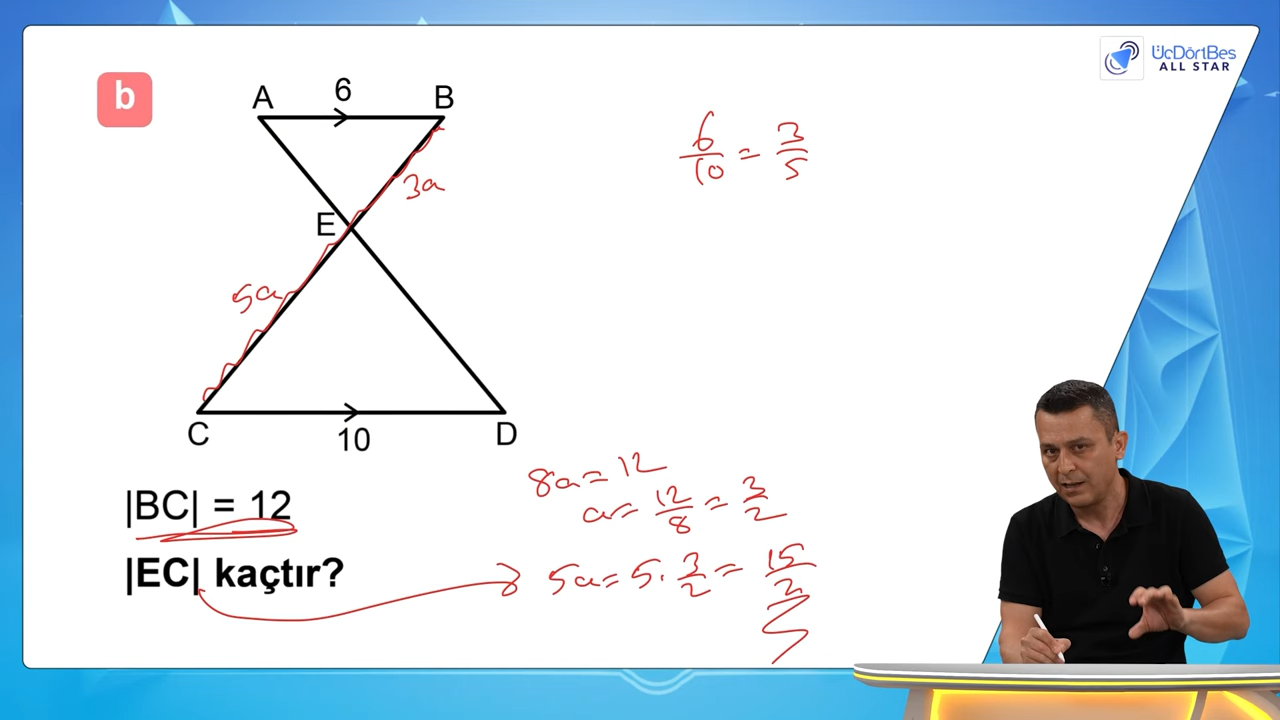 b
ÜçDörtBeş
ALL STAR
A 6 B
3a
E
5a
C 10 D
6/10 = 3/5
|BC| = 12
|EC| kaçtır?
8a = 12
a = 12/8 = 3/2
5a = 5 · 3/2 = 15/2